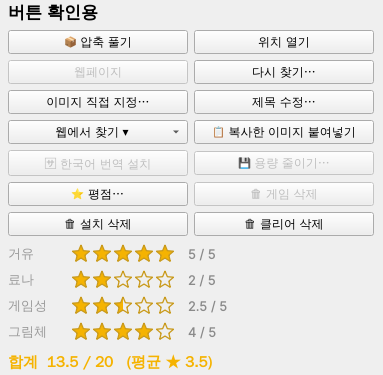 버튼 확인용
압축 풀기 위치 열기
웹페이지 다시 찾기…
이미지 직접 지정… 제목 수정…
웹에서 찾기 ▾ 복사한 이미지 붙여넣기
한국어 번역 설치 용량 줄이기…
평점… 게임 삭제
설치 삭제 클리어 삭제
거유 5 / 5
료나 2 / 5
게임성 2.5 / 5
그림체 4 / 5
합계 13.5 / 20 (평균 ★ 3.5)